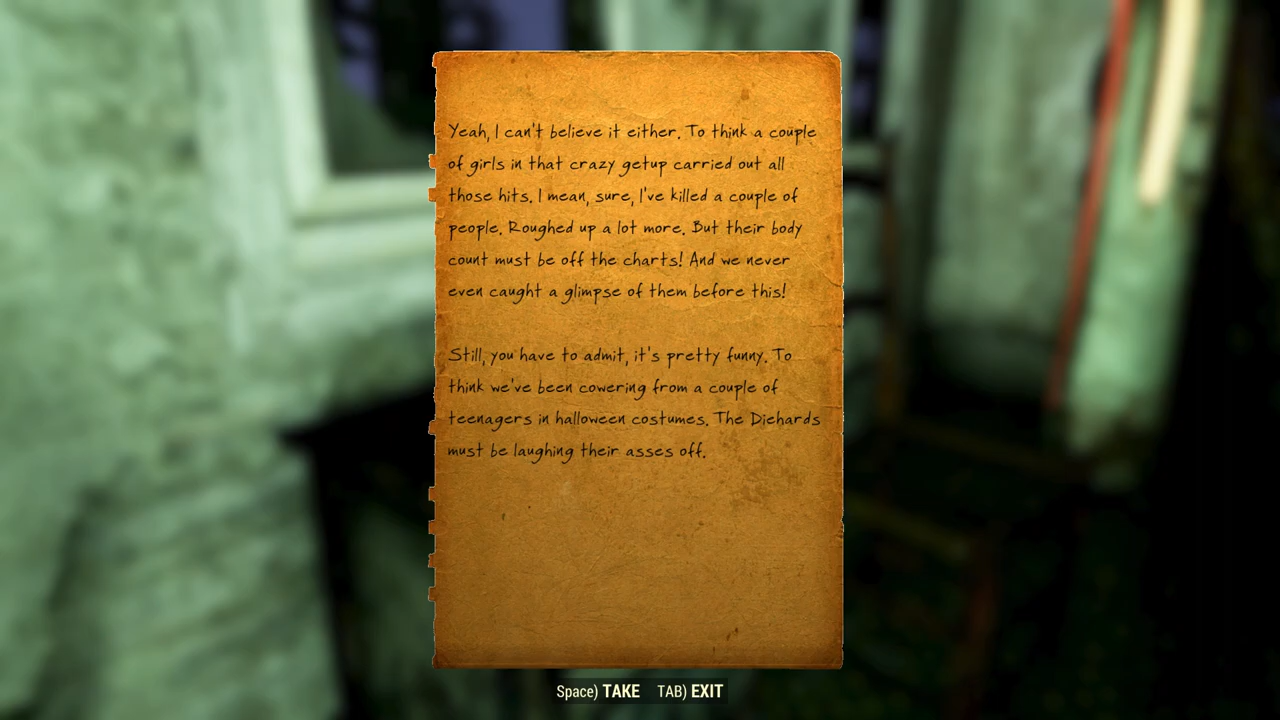 Yeah, I can't believe it either. To think a couple
of girls in that crazy getup carried out all
those hits. I mean, sure, I've killed a couple of
people. Roughed up a lot more. But their body
count must be off the charts! And we never
even caught a glimpse of them before this!
Still, you have to admit, it's pretty funny. To
think we've been cowering from a couple of
teenagers in halloween costumes. The Diehards
must be laughing their asses off.
Space) TAKE TAB) EXIT